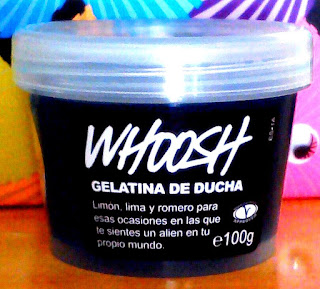 WHOOSH
GELATINA DE DUCHA
Limón, lima y romero para
esas ocasiones en las que
te sientes un alien en tu
propio mundo.
e100g